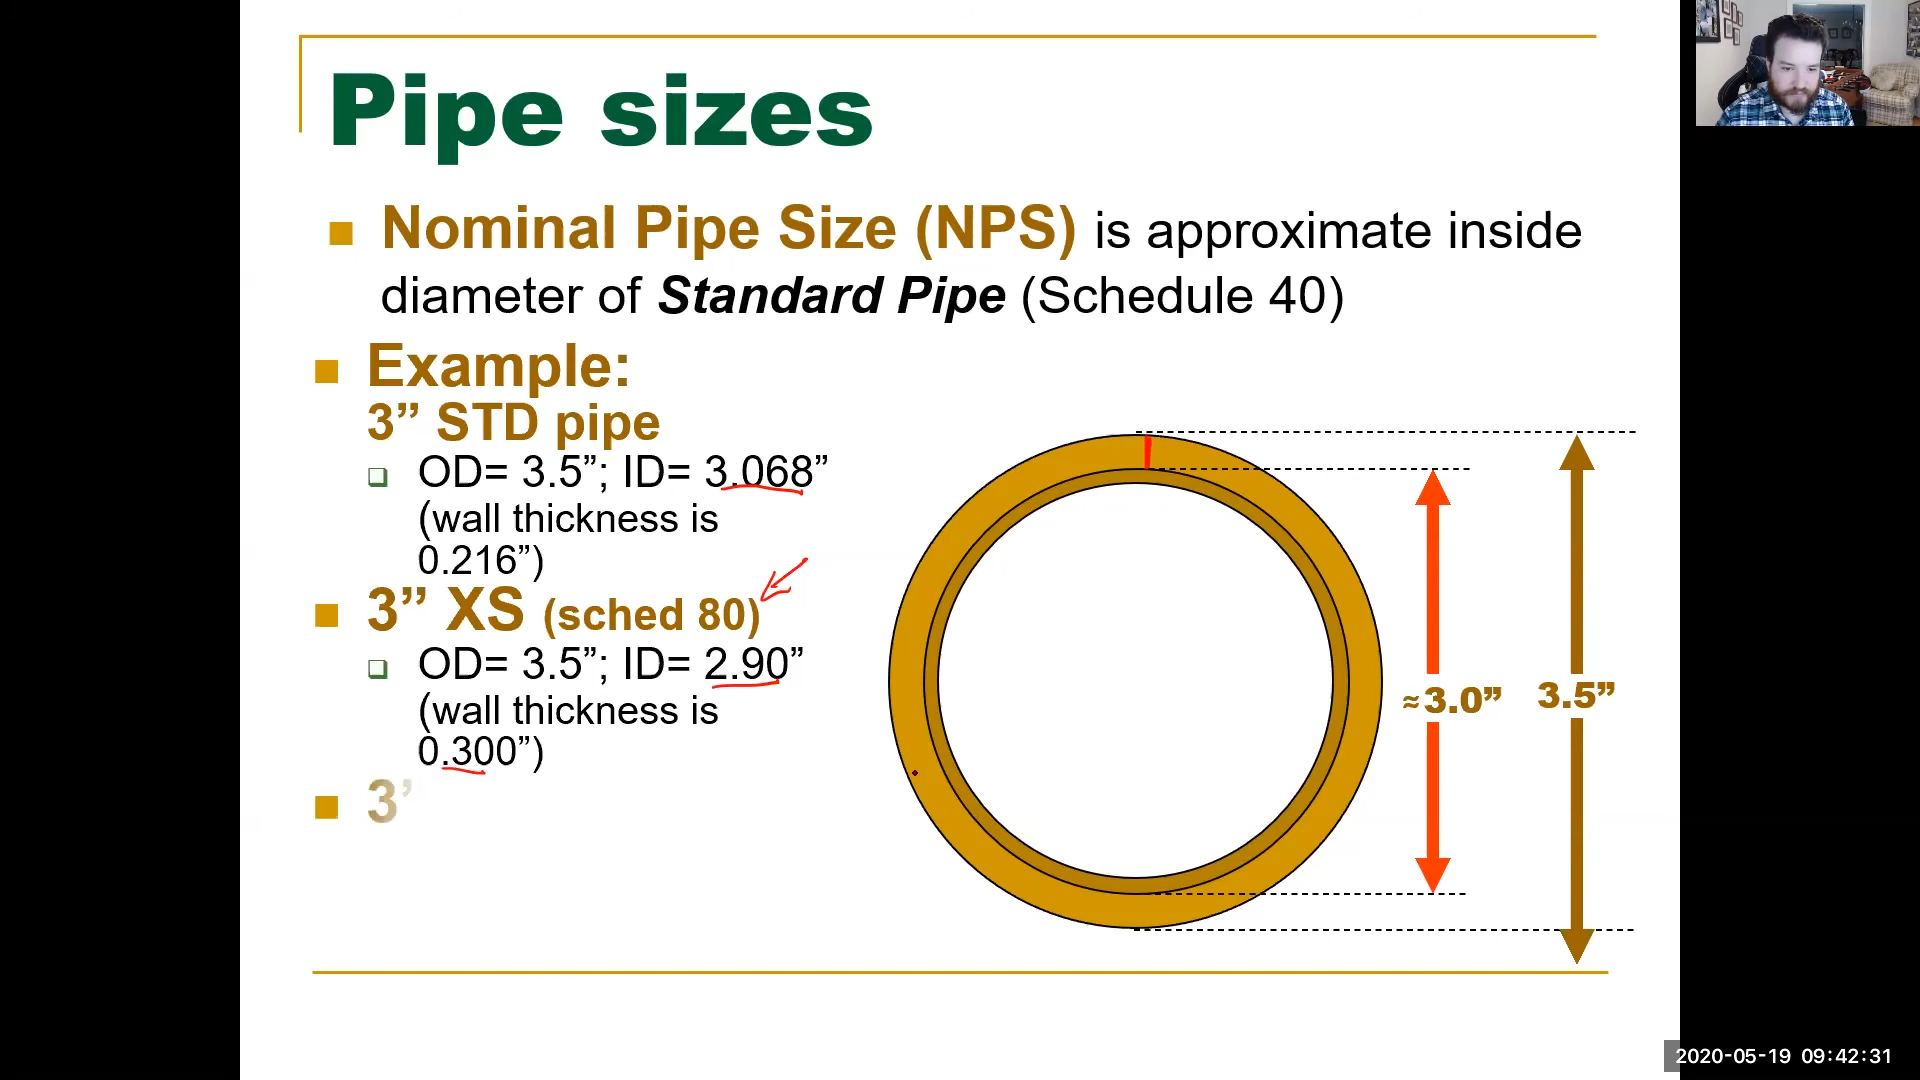 Pipe sizes
Nominal Pipe Size (NPS) is approximate inside
diameter of Standard Pipe (Schedule 40)
Example:
3” STD pipe
OD= 3.5”; ID= 3.068”
(wall thickness is
0.216”)
3” XS (sched 80)
OD= 3.5”; ID= 2.90”
(wall thickness is
0.300”)
3’
≈3.0”
3.5”
2020-05-19 09:42:31